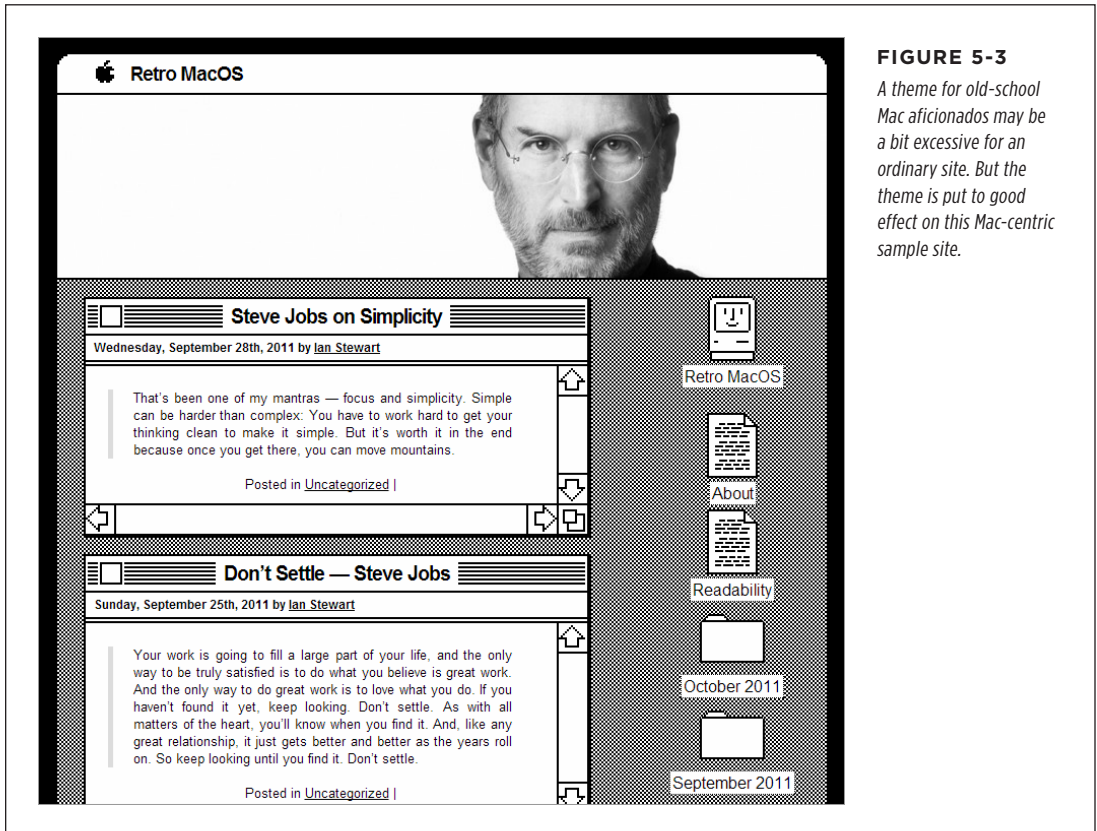 Retro MacOS
Steve Jobs on Simplicity
Wednesday, September 28th, 2011 by Ian Stewart
That's been one of my mantras — focus and simplicity. Simple
can be harder than complex: You have to work hard to get your
thinking clean to make it simple. But it's worth it in the end
because once you get there, you can move mountains.
Posted in Uncategorized |
Don't Settle — Steve Jobs
Sunday, September 25th, 2011 by Ian Stewart
Your work is going to fill a large part of your life, and the only
way to be truly satisfied is to do what you believe is great work.
And the only way to do great work is to love what you do. If you
haven't found it yet, keep looking. Don't settle. As with all
matters of the heart, you'll know when you find it. And, like any
great relationship, it just gets better and better as the years roll
on. So keep looking until you find it. Don't settle.
Posted in Uncategorized |
Retro MacOS
About
Readability
October 2011
September 2011
FIGURE 5-3
A theme for old-school
Mac aficionados may be
a bit excessive for an
ordinary site. But the
theme is put to good
effect on this Mac-centric
sample site.